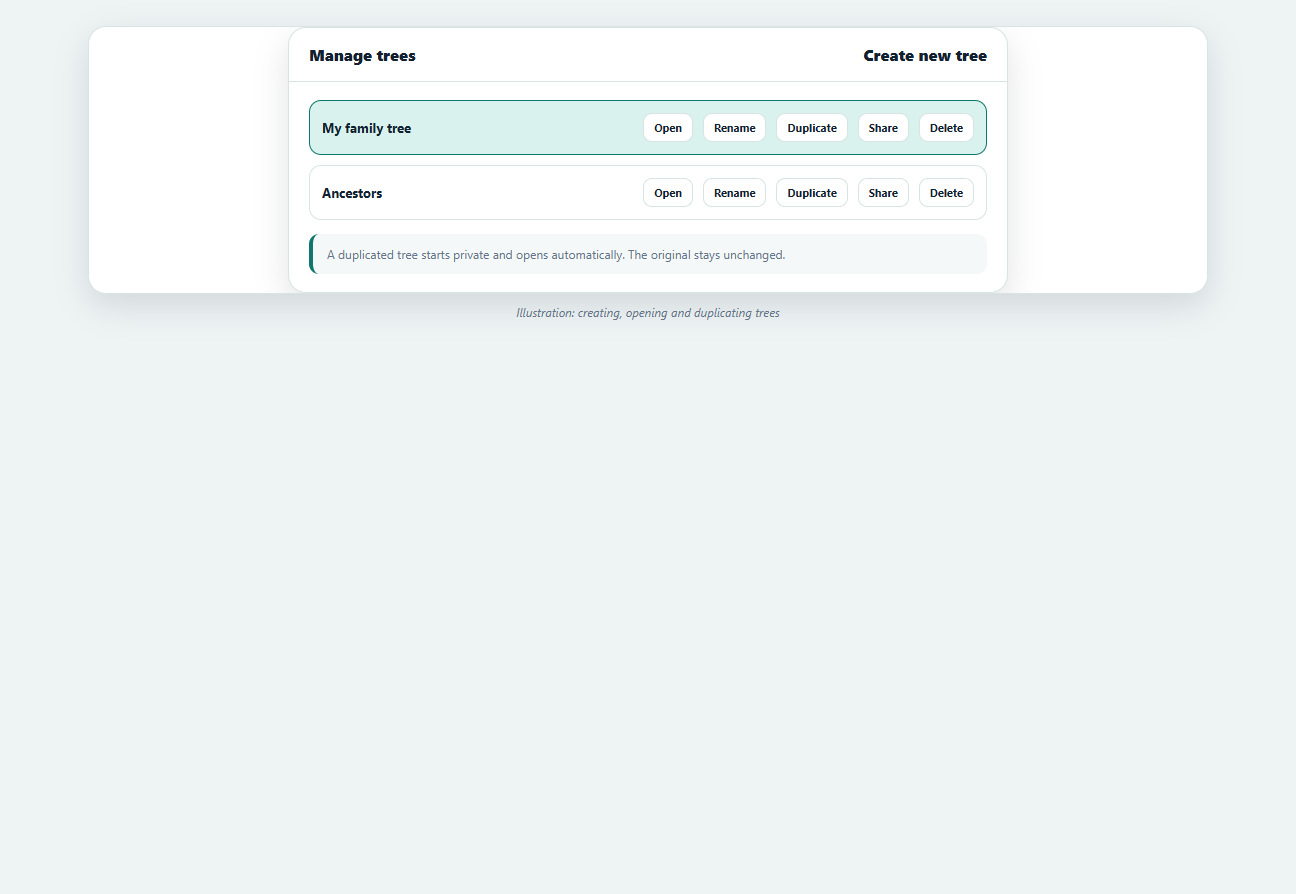 Manage trees
Create new tree
My family tree
Open
Rename
Duplicate
Share
Delete
Ancestors
Open
Rename
Duplicate
Share
Delete
A duplicated tree starts private and opens automatically. The original stays unchanged.
Illustration: creating, opening and duplicating trees